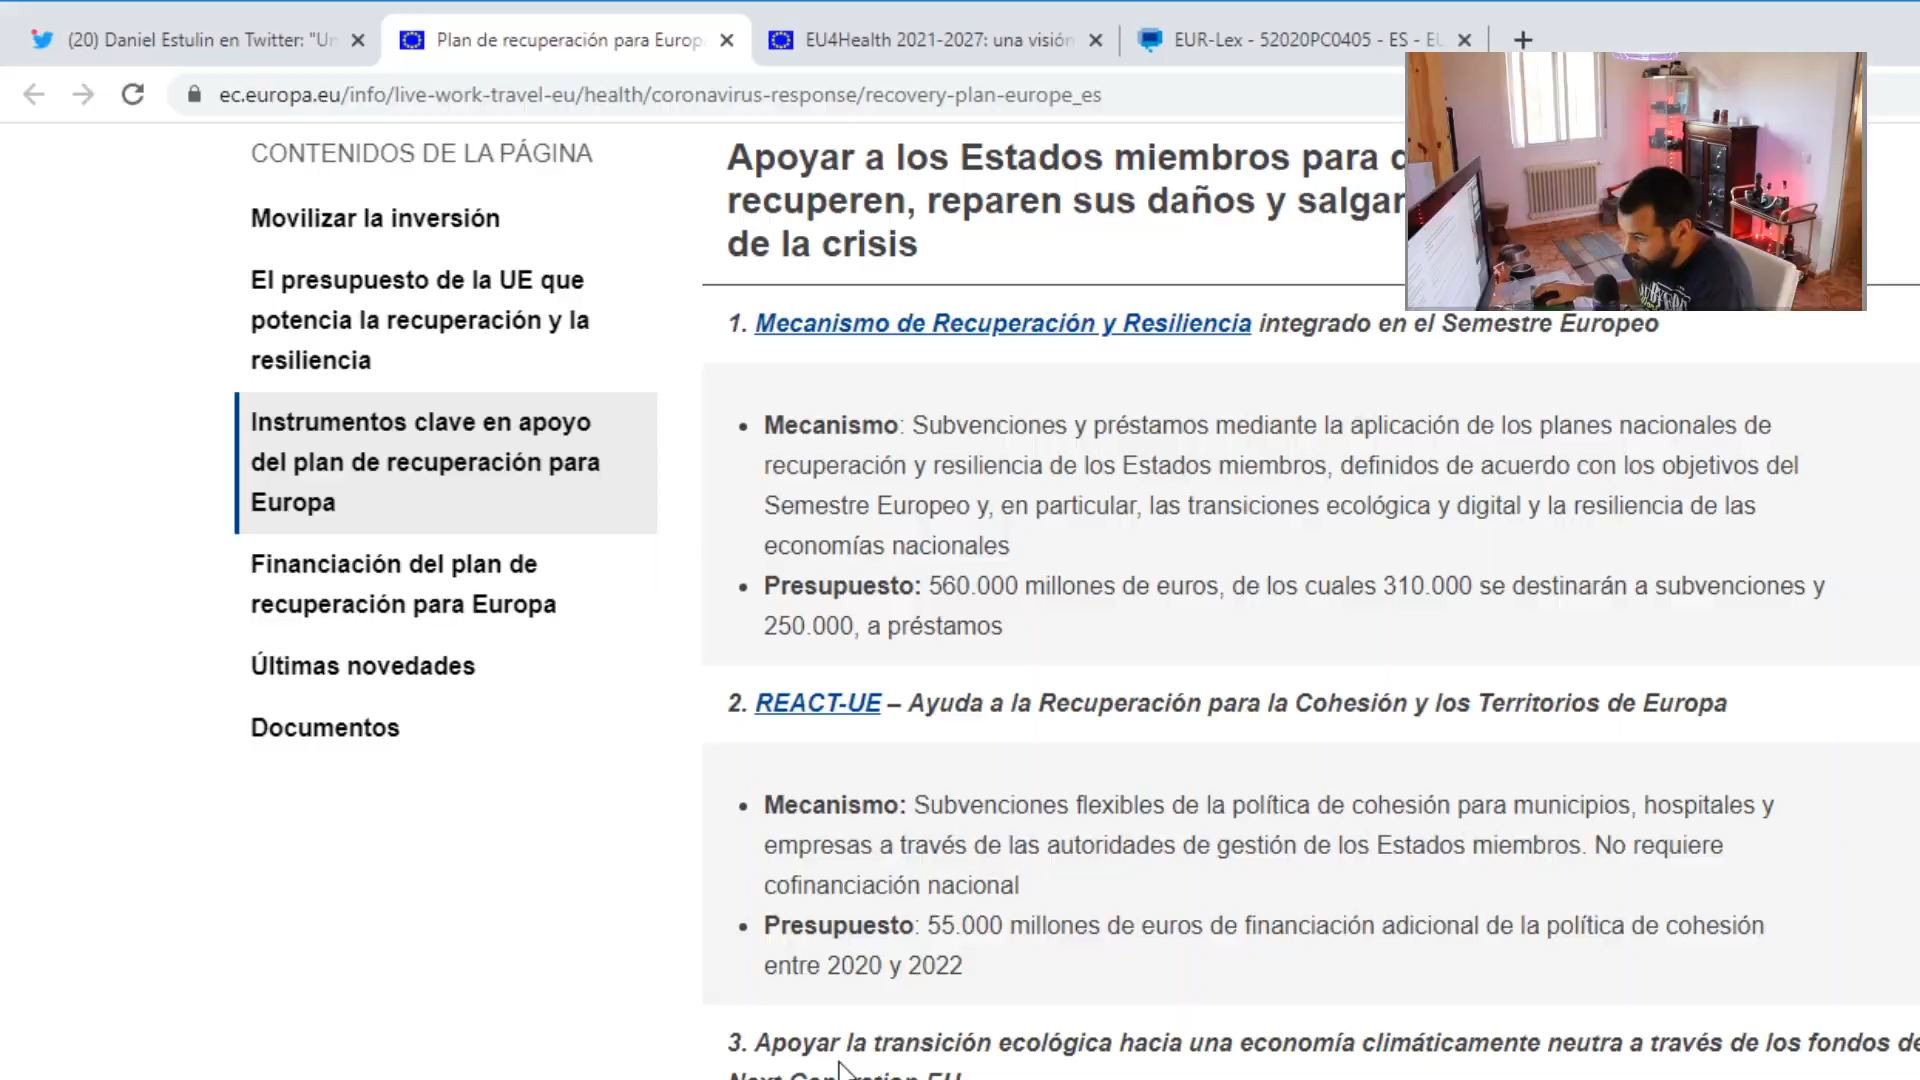 (20) Daniel Estulin en Twitter: "Un
Plan de recuperación para Europ
EU4Health 2021-2027: una visión
EUR-Lex - 52020PC0405 - ES - EU
ec.europa.eu/info/live-work-travel-eu/health/coronavirus-response/recovery-plan-europe_es
CONTENIDOS DE LA PÁGINA
Movilizar la inversión
El presupuesto de la UE que
potencia la recuperación y la
resiliencia
Instrumentos clave en apoyo
del plan de recuperación para
Europa
Financiación del plan de
recuperación para Europa
Últimas novedades
Documentos
Apoyar a los Estados miembros para
recuperen, reparen sus daños y salgan
de la crisis
1. Mecanismo de Recuperación y Resiliencia integrado en el Semestre Europeo
• Mecanismo: Subvenciones y préstamos mediante la aplicación de los planes nacionales de
recuperación y resiliencia de los Estados miembros, definidos de acuerdo con los objetivos del
Semestre Europeo y, en particular, las transiciones ecológica y digital y la resiliencia de las
economías nacionales
• Presupuesto: 560.000 millones de euros, de los cuales 310.000 se destinarán a subvenciones y
250.000, a préstamos
2. REACT-UE – Ayuda a la Recuperación para la Cohesión y los Territorios de Europa
• Mecanismo: Subvenciones flexibles de la política de cohesión para municipios, hospitales y
empresas a través de las autoridades de gestión de los Estados miembros. No requiere
cofinanciación nacional
• Presupuesto: 55.000 millones de euros de financiación adicional de la política de cohesión
entre 2020 y 2022
3. Apoyar la transición ecológica hacia una economía climáticamente neutra a través de los fondos de
Next Generation EU